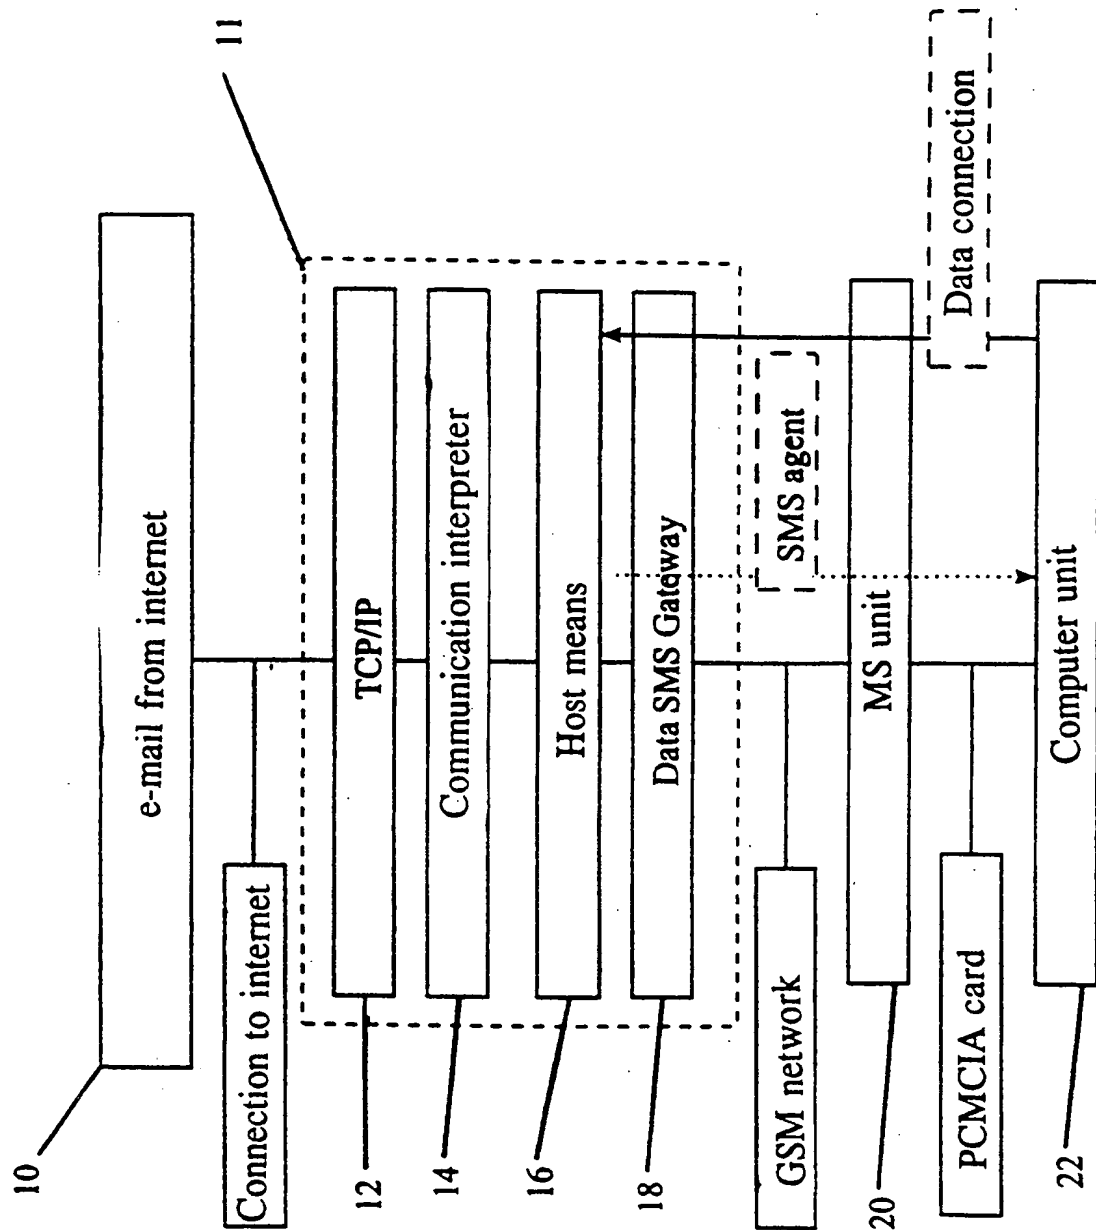 10
e-mail from internet
Connection to internet
11
12
TCP/IP
14
Communication interpreter
16
Host means
18
Data SMS Gateway
GSM network
SMS agent
20
MS unit
PCMCIA card
Data connection
22
Computer unit